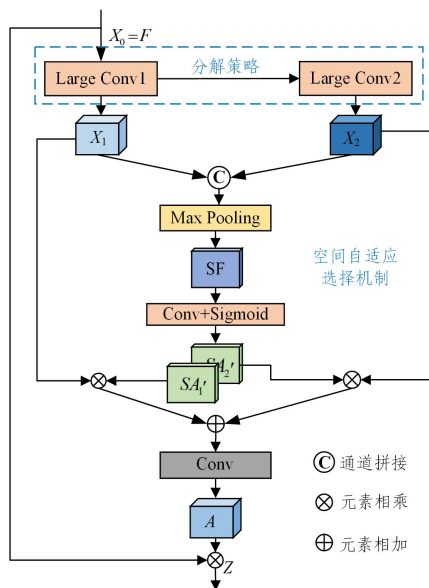 X₀=F
分解策略
Large Conv1
Large Conv2
X₁
X₂
C
Max Pooling
SF
空间自适应
选择机制
Conv+Sigmoid
SA₂′
SA₁′
Conv
C 通道拼接
A
⊗ 元素相乘
⊕ 元素相加
Z